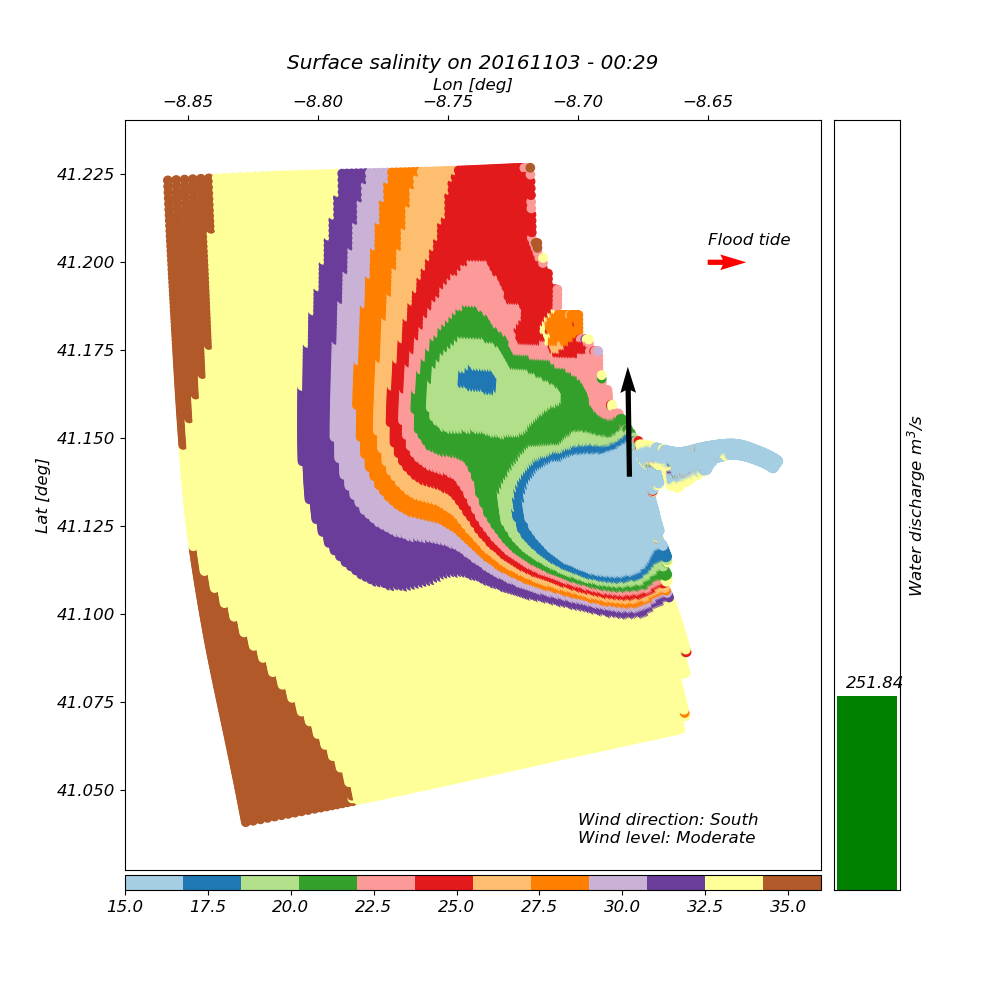 Surface salinity on 20161103 - 00:29
Lon [deg]
−8.85 −8.80 −8.75 −8.70 −8.65
Lat [deg]
41.225
41.200
41.175
41.150
41.125
41.100
41.075
41.050
Flood tide
Water discharge m³/s
251.84
Wind direction: South
Wind level: Moderate
15.0 17.5 20.0 22.5 25.0 27.5 30.0 32.5 35.0